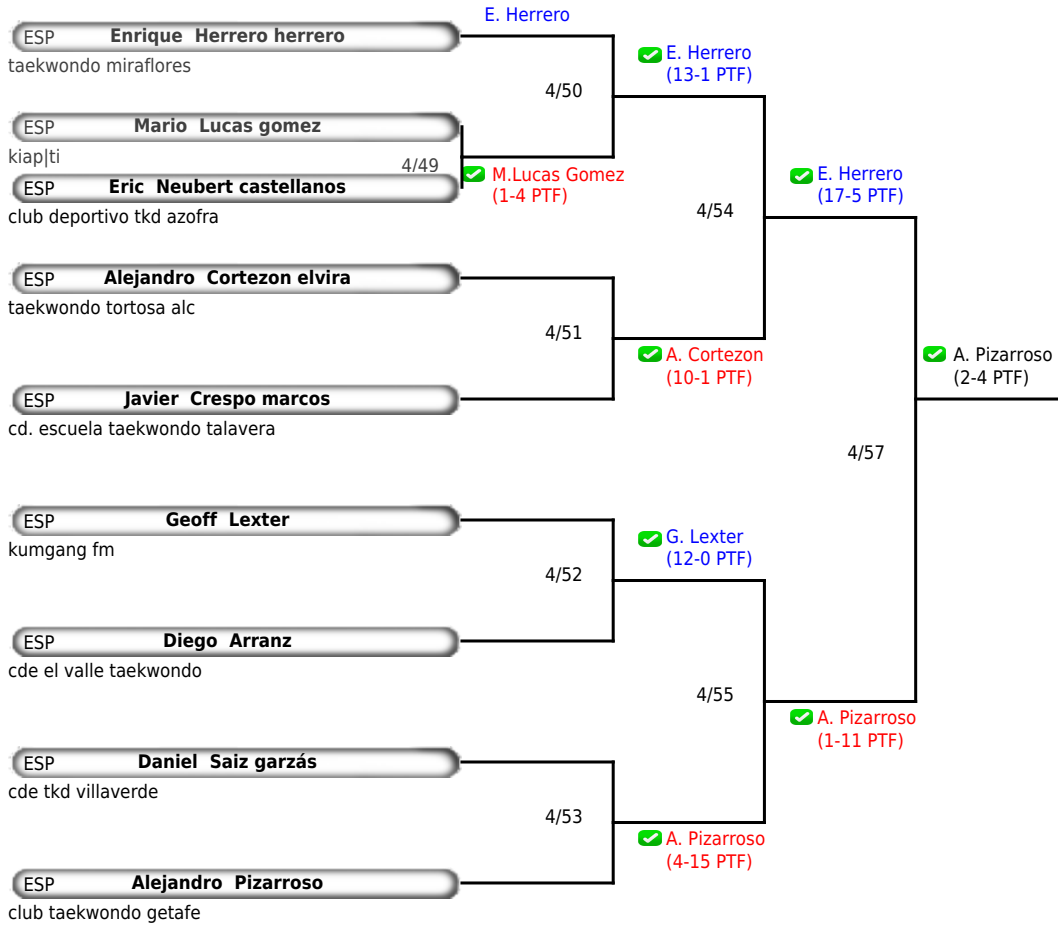 E. Herrero
ESP Enrique Herrero herrero
taekwondo miraflores
E. Herrero
(13-1 PTF)
4/50
ESP Mario Lucas gomez
kiap|ti
4/49
M.Lucas Gomez
(1-4 PTF)
ESP Eric Neubert castellanos
club deportivo tkd azofra
E. Herrero
(17-5 PTF)
4/54
ESP Alejandro Cortezon elvira
taekwondo tortosa alc
4/51
A. Cortezon
(10-1 PTF)
A. Pizarroso
(2-4 PTF)
ESP Javier Crespo marcos
cd. escuela taekwondo talavera
4/57
ESP Geoff Lexter
kumgang fm
G. Lexter
(12-0 PTF)
4/52
ESP Diego Arranz
cde el valle taekwondo
4/55
A. Pizarroso
(1-11 PTF)
ESP Daniel Saiz garzás
cde tkd villaverde
4/53
A. Pizarroso
(4-15 PTF)
ESP Alejandro Pizarroso
club taekwondo getafe